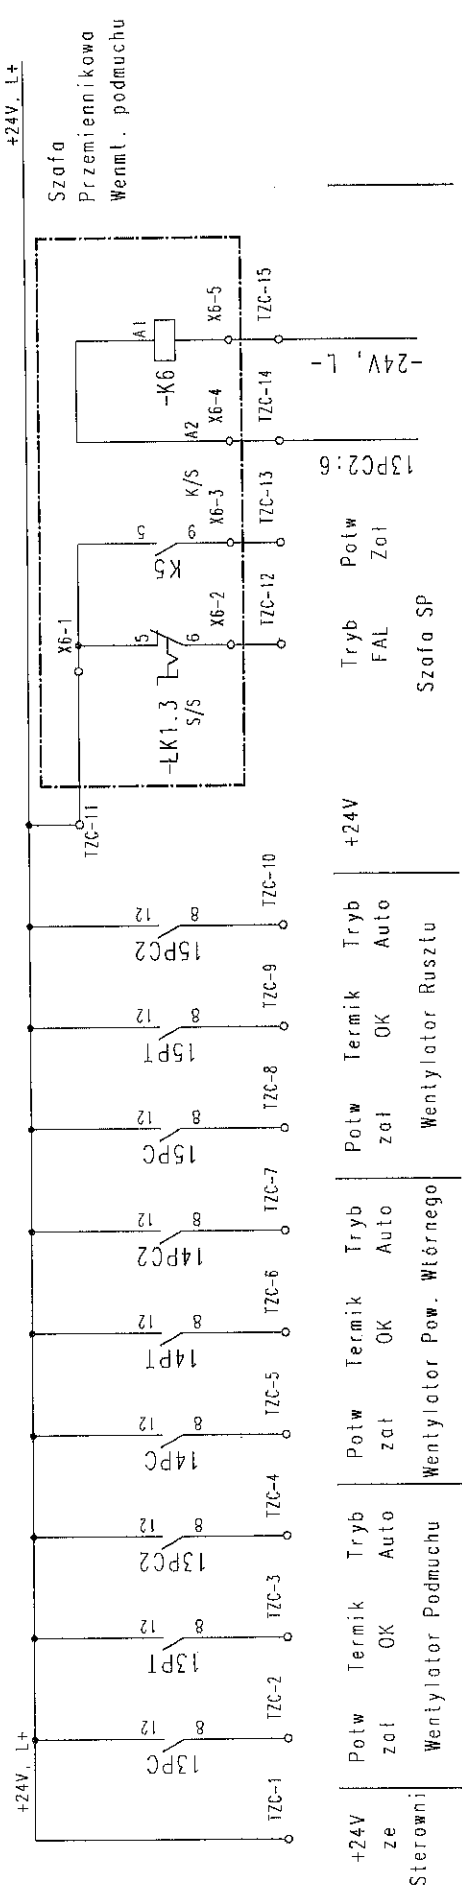 +24V, L+
+24V, L+
Szafa
Przemiennikowa
Wenml. podmuchu
TZC-1
13PC
12
8
TZC-2
13PT
12
8
TZC-3
13PC2
12
8
TZC-4
14PC
12
8
TZC-5
14PT
12
8
TZC-6
14PC2
12
8
TZC-7
15PC
12
8
TZC-8
15PT
12
8
TZC-9
15PC2
12
8
TZC-10
TZC-11
X6-1
-ŁK1.3
S/S
5
6
X6-2
TZC-12
K5
5
9
K/S
X6-3
TZC-13
A2
X6-4
TZC-14
-K6
A1
X6-5
TZC-15
13PC2:6
-24V, L-
+24V
ze
Sterowni
Potw
zał
Termik
OK
Tryb
Auto
Wentylator Podmuchu
Potw
zał
Termik
OK
Tryb
Auto
Wentylator Pow. Wtórnego
Potw
zał
Termik
OK
Tryb
Auto
Wentylator Rusztu
+24V
Tryb
FAL
Potw
Zał
Szafa SP